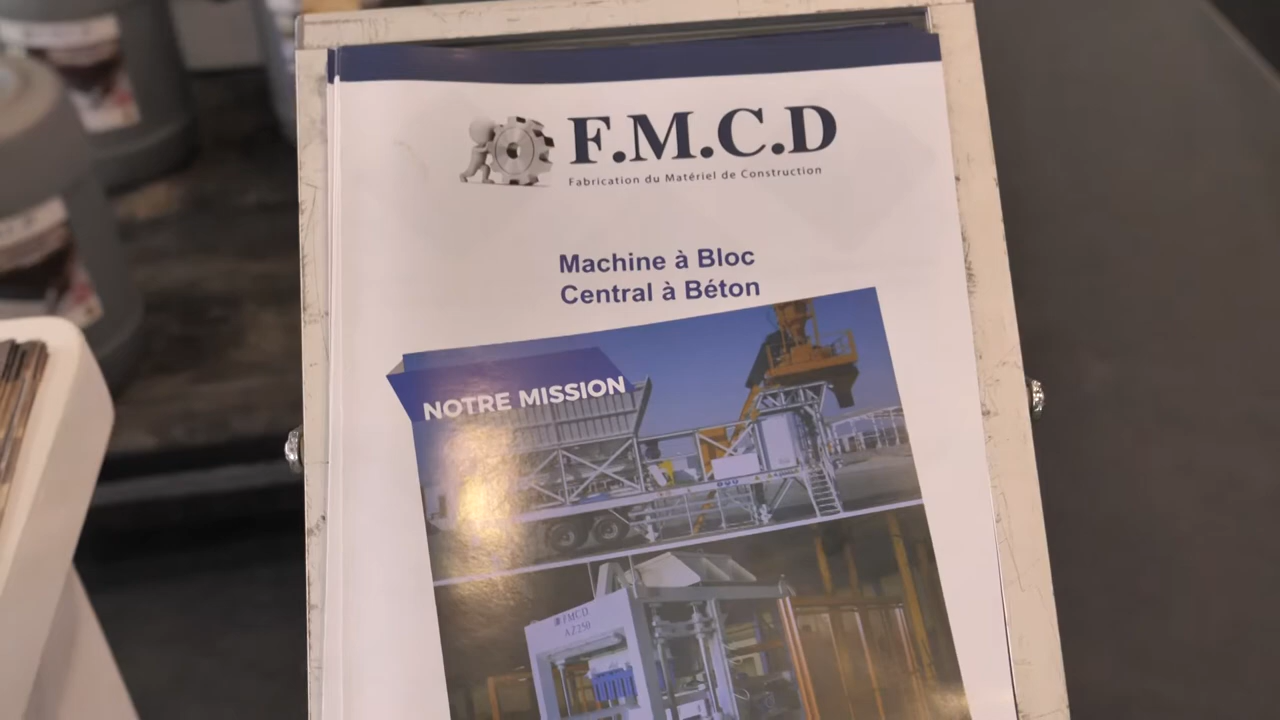 F.M.C.D
Fabrication du Matériel de Construction
Machine à Bloc
Central à Béton
NOTRE MISSION
FMCD
AZ250